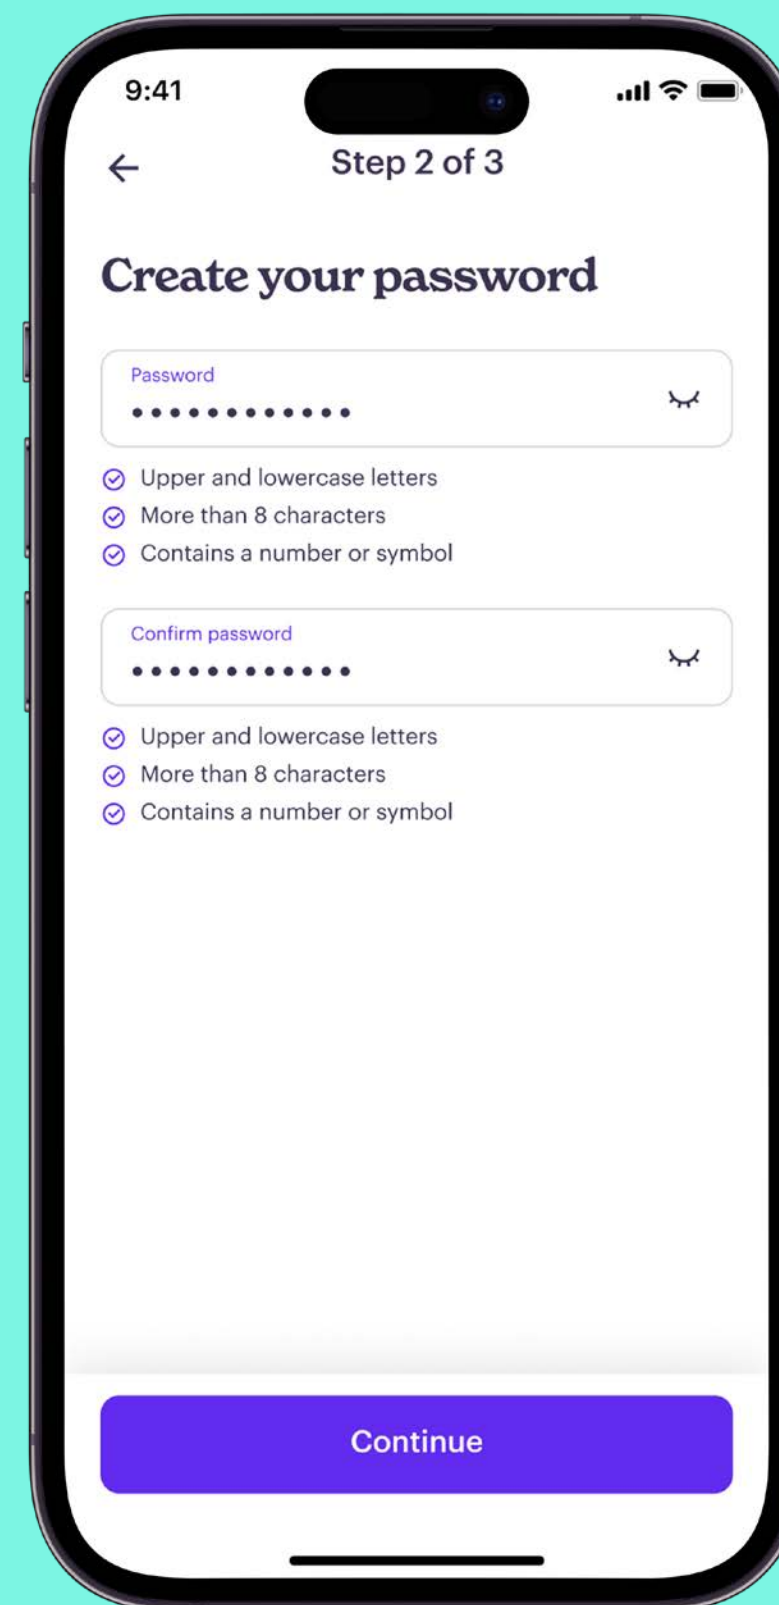 9:41
Step 2 of 3
Create your password
Password
••••••••••••
Upper and lowercase letters
More than 8 characters
Contains a number or symbol
Confirm password
••••••••••••
Upper and lowercase letters
More than 8 characters
Contains a number or symbol
Continue